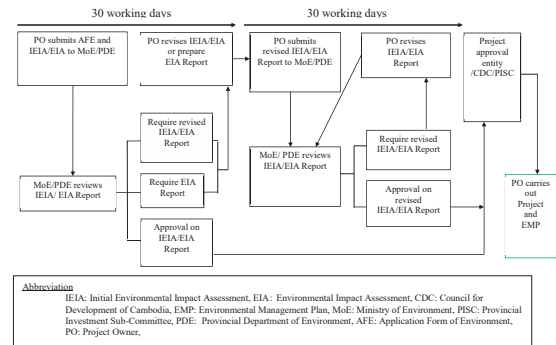 30 working days
30 working days
PO submits AFE and
IEIA/EIA to MoE/PDE
PO revises IEIA/EIA
or prepare
EIA Report
PO submits
revised IEIA/EIA
Report to MoE/PDE
PO revises
IEIA/EIA
Report
Project
approval
entity
/CDC/PISC
Require revised
IEIA/EIA
Report
MoE/PDE reviews
IEIA/ EIA Report
Require EIA
Report
Approval on
IEIA/EIA
Report
MoE/ PDE reviews
IEIA/EIA Report
Require revised
IEIA/EIA Report
Approval on
revised
IEIA/EIA Report
PO carries
out
Project
and
EMP
Abbreviation
IEIA: Initial Environmental Impact Assessment, EIA : Environmental Impact Assessment, CDC: Council for
Development of Cambodia, EMP: Environmental Management Plan, MoE: Ministry of Environment, PISC: Provincial
Investment Sub-Committee, PDE: Provincial Department of Environment, AFE: Application Form of Environment,
PO: Project Owner,